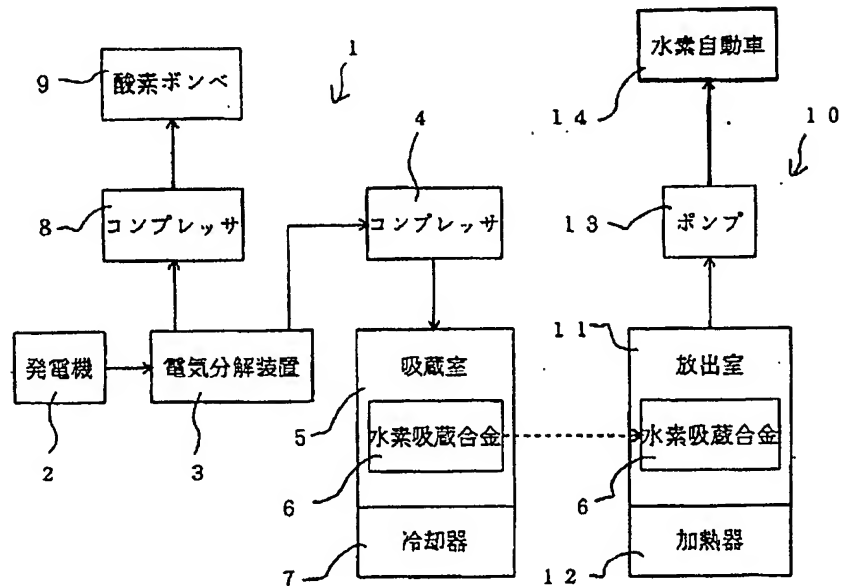 水素自動車
1
9
酸素ボンベ
4
14
10
8
コンプレッサ
コンプレッサ
13
ポンプ
11
発電機
電気分解装置
吸蔵室
放出室
5
水素吸蔵合金
水素吸蔵合金
2
3
6
6
冷却器
加熱器
7
12